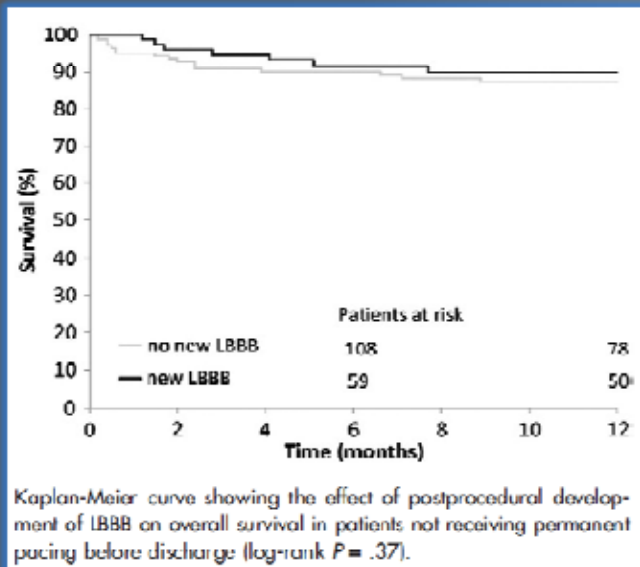 100
90
80
70
60
50
40
30
20
10
0
Survival (%)
Patients at risk
no new LBBB 108 78
new LBBB 59 50
0 2 4 6 8 10 12
Time (months)
Kaplan-Meier curve showing the effect of postprocedural develop-
ment of LBBB on overall survival in patients not receiving permanent
pacing before discharge (log-rank P = .37).